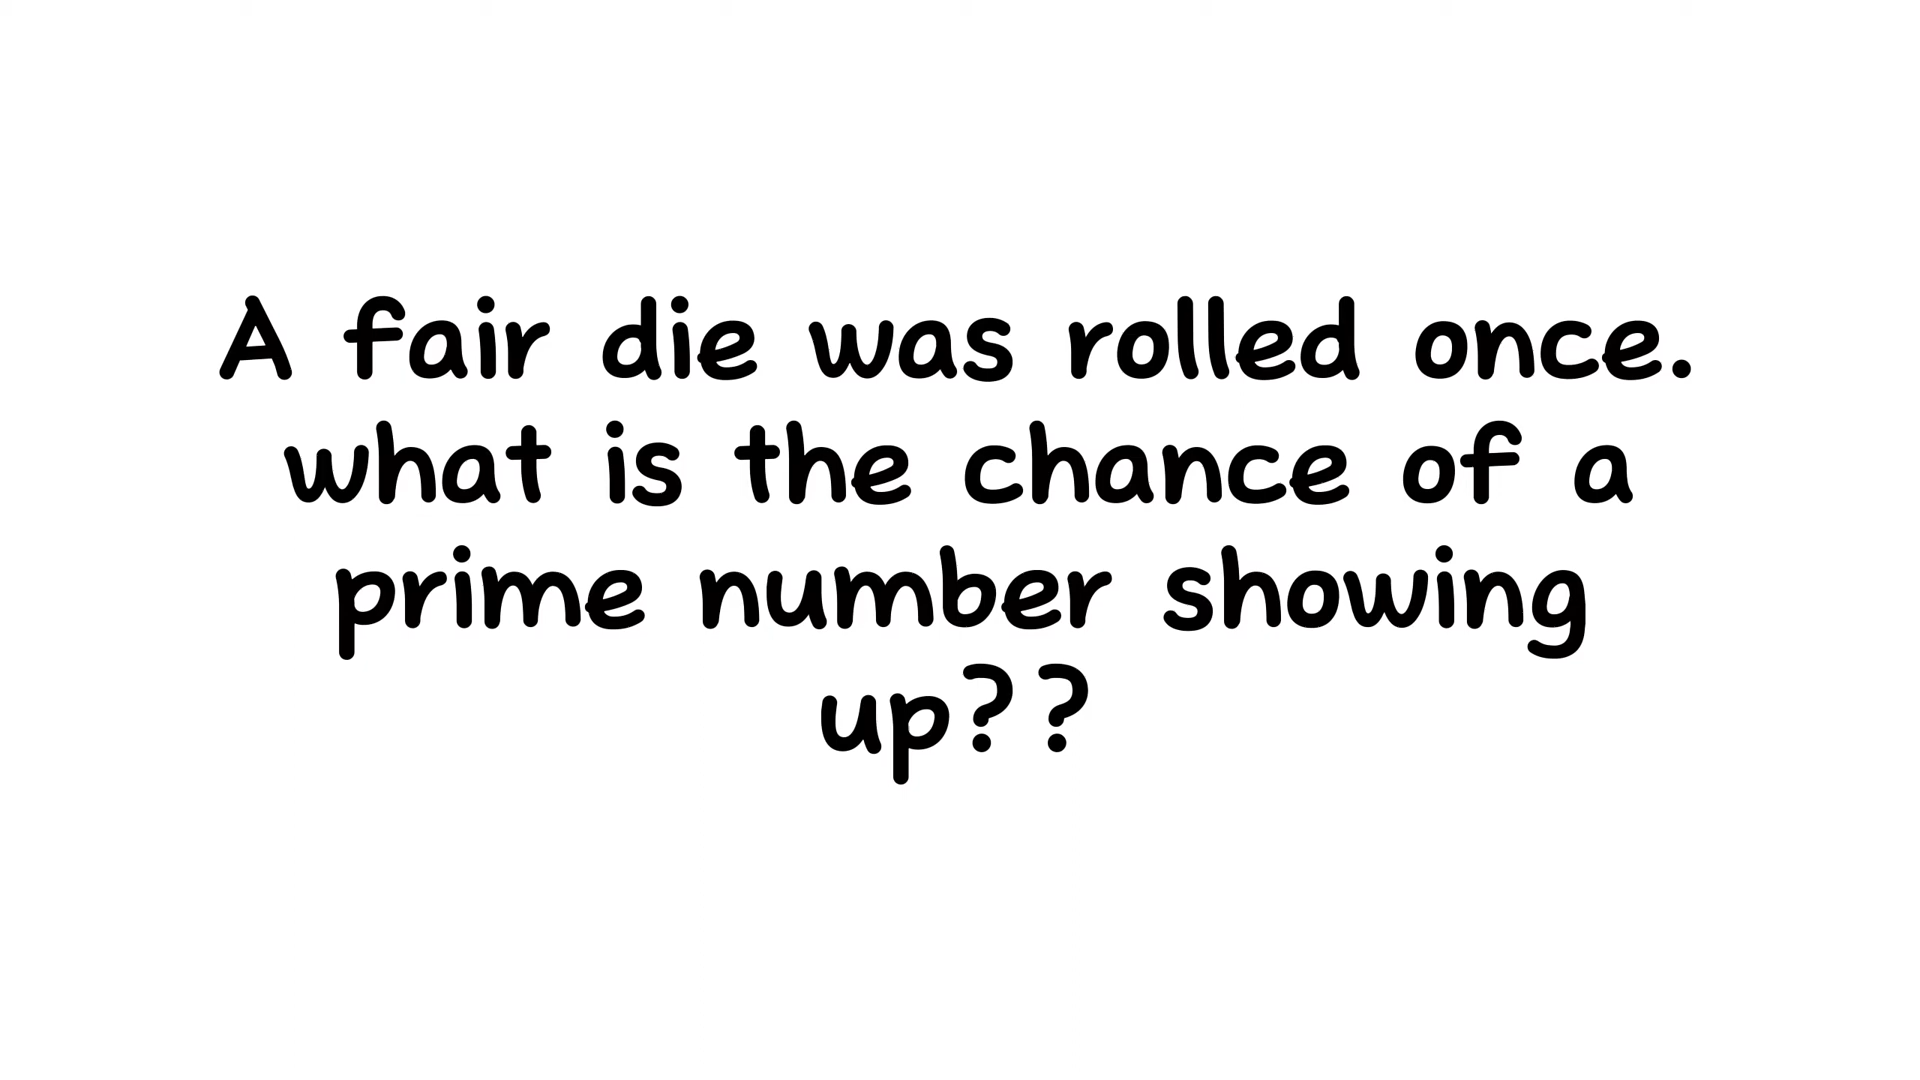 A fair die was rolled once.
what is the chance of a
prime number showing
up??